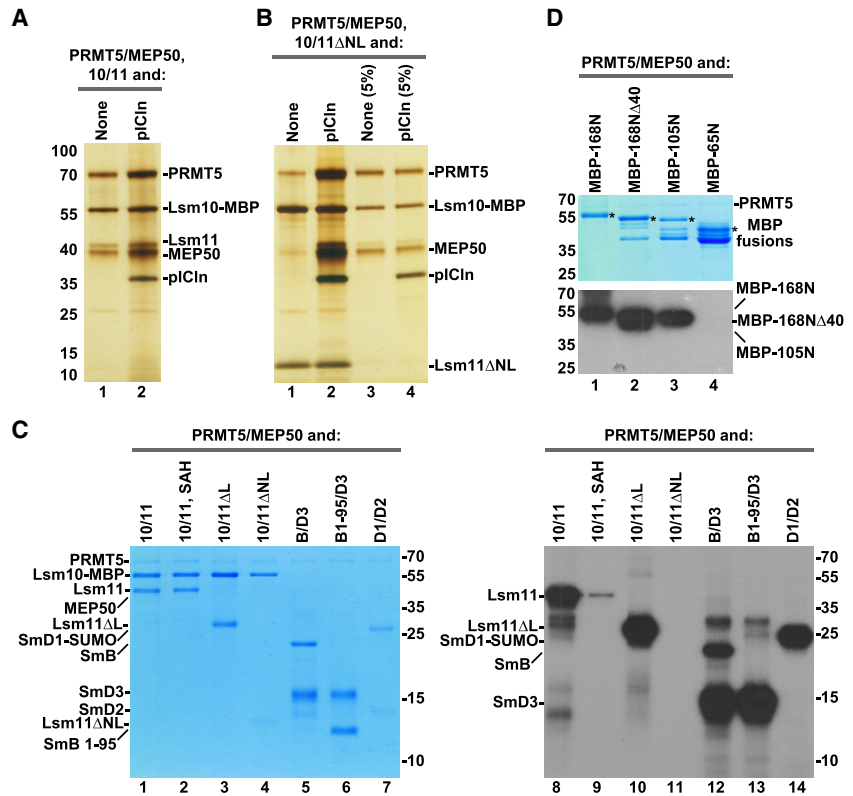 A
PRMT5/MEP50,
10/11 and:
None
pICln
100
70
55
40
35
25
15
10
PRMT5
Lsm10-MBP
Lsm11
MEP50
pICln
1 2
B
PRMT5/MEP50,
10/11ΔNL and:
None
pICln
None (5%)
pICln (5%)
PRMT5
Lsm10-MBP
MEP50
pICln
Lsm11ΔNL
1 2 3 4
D
PRMT5/MEP50 and:
MBP-168N
MBP-168NΔ40
MBP-105N
MBP-65N
70
55
35
25
* * * *
PRMT5
MBP
fusions
70
55
35
25
MBP-168N
MBP-168NΔ40
MBP-105N
1 2 3 4
C
PRMT5/MEP50 and:
10/11
10/11, SAH
10/11ΔL
10/11ΔNL
B/D3
B1-95/D3
D1/D2
PRMT5
Lsm10-MBP
Lsm11
MEP50
Lsm11ΔL
SmD1-SUMO
SmB
SmD3
SmD2
Lsm11ΔNL
SmB 1-95
-70
-55
-35
-25
-15
-10
1 2 3 4 5 6 7
PRMT5/MEP50 and:
10/11
10/11, SAH
10/11ΔL
10/11ΔNL
B/D3
B1-95/D3
D1/D2
Lsm11
Lsm11ΔL
SmD1-SUMO
SmB
SmD3
-70
-55
-35
-25
-15
-10
8 9 10 11 12 13 14